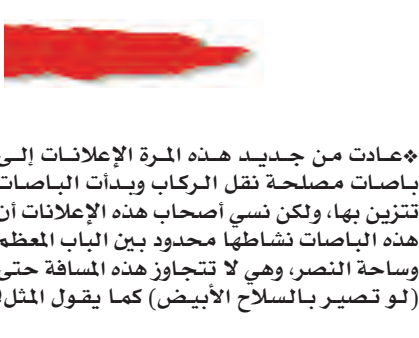 ❖عادت من جديد هذه المرة الإعلانات إلى
باصات مصلحة نقل الركاب وبدأت الباصات
تتزين بها، ولكن نسي أصحاب هذه الإعلانات أن
هذه الباصات نشاطها محدود بين الباب المعظم
وساحة النصر، وهي لا تتجاوز هذه المسافة حتى
(لو تصير بالسلاح الأبيض) كما يقول المثل!